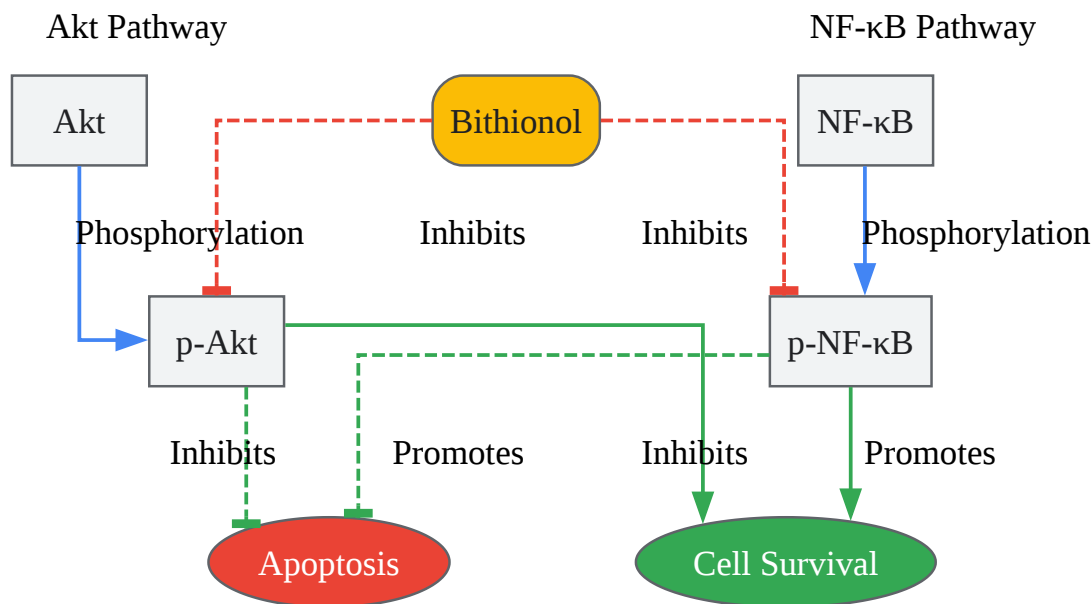 Akt Pathway
NF-κB Pathway
Akt
Bithionol
NF-κB
Phosphorylation
Inhibits
Inhibits
Phosphorylation
p-Akt
p-NF-κB
Inhibits
Promotes
Inhibits
Promotes
Apoptosis
Cell Survival